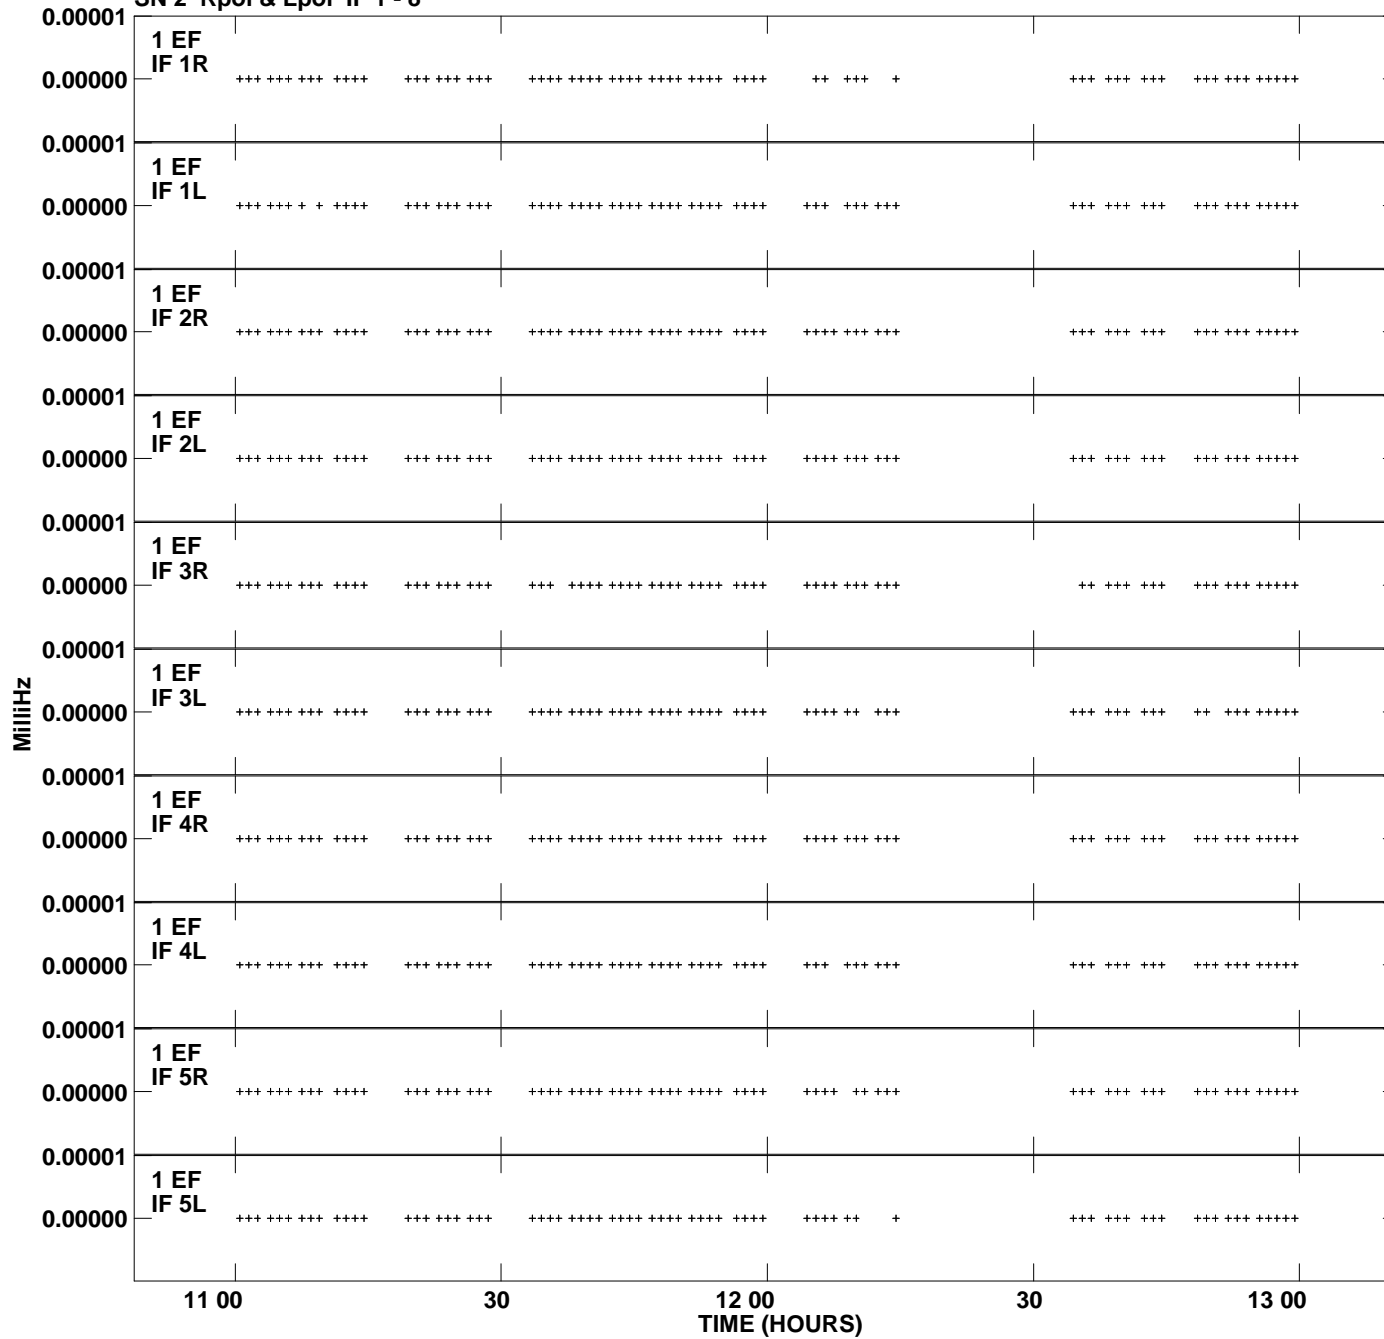 SN 2 Rpol & Lpol IF 1 - 8
0.00001
1 EF
IF 1R
0.00000
0.00001
1 EF
IF 1L
0.00000
0.00001
1 EF
IF 2R
0.00000
0.00001
1 EF
IF 2L
0.00000
0.00001
1 EF
IF 3R
0.00000
0.00001
1 EF
IF 3L
0.00000
MilliHz
0.00001
1 EF
IF 4R
0.00000
0.00001
1 EF
IF 4L
0.00000
0.00001
1 EF
IF 5R
0.00000
0.00001
1 EF
IF 5L
0.00000
11 00 30 12 00 30 13 00
TIME (HOURS)